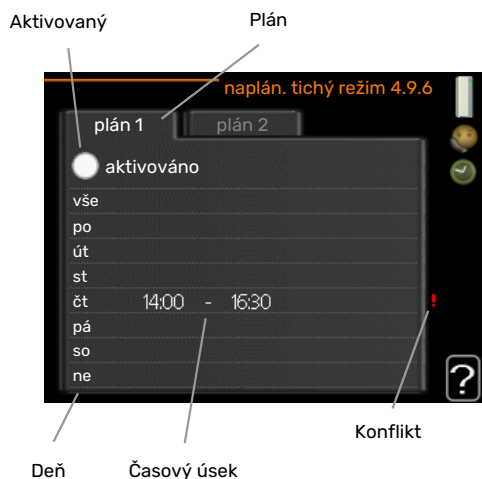 Aktivovaný
Plán
naplán. tichý režim 4.9.6
plán 1
plán 2
aktivováno
vše
po
út
st
čt 14:00 - 16:30
!
pá
so
ne
?
Konflikt
Deň
Časový úsek